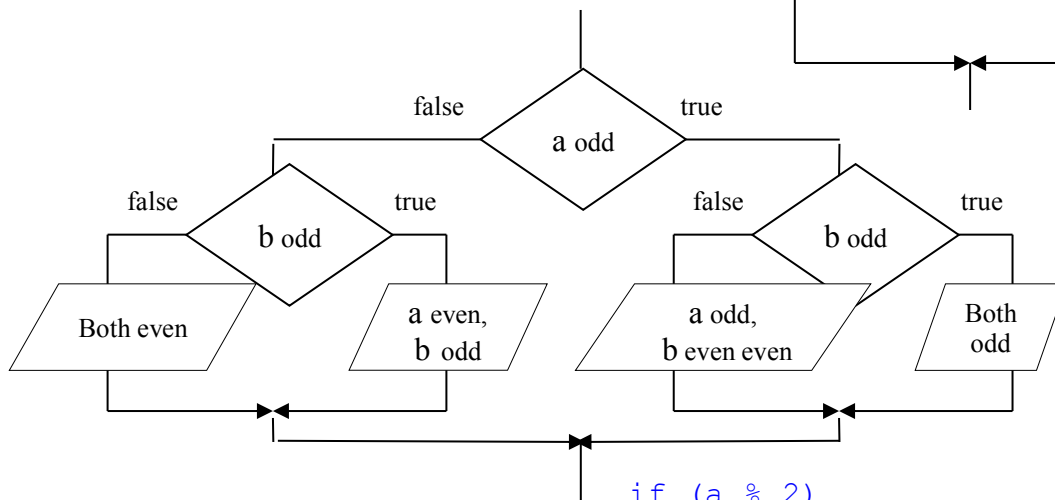 false
true
a odd
false
true
false
true
b odd
b odd
Both even
a even,
b odd
a odd,
b even even
Both
odd
if (a % 2)